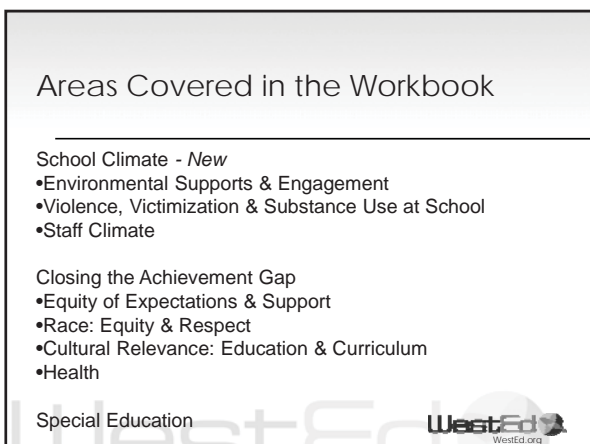 Areas Covered in the Workbook
School Climate - New
•Environmental Supports & Engagement
•Violence, Victimization & Substance Use at School
•Staff Climate
Closing the Achievement Gap
•Equity of Expectations & Support
•Race: Equity & Respect
•Cultural Relevance: Education & Curriculum
•Health
Special Education
WestEd
WestEd
WestEd.org